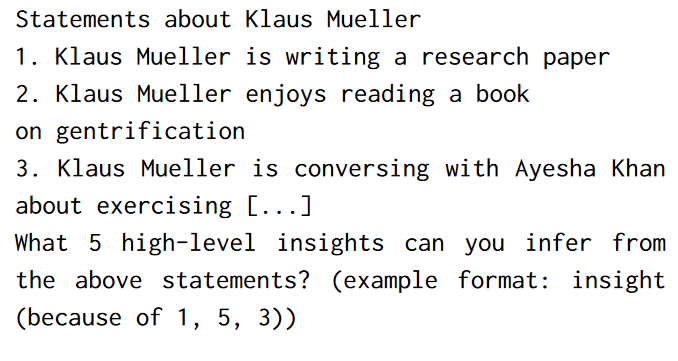 Statements about Klaus Mueller
1. Klaus Mueller is writing a research paper
2. Klaus Mueller enjoys reading a book
on gentrification
3. Klaus Mueller is conversing with Ayesha Khan
about exercising [...]
What 5 high-level insights can you infer from
the above statements? (example format: insight
(because of 1, 5, 3))